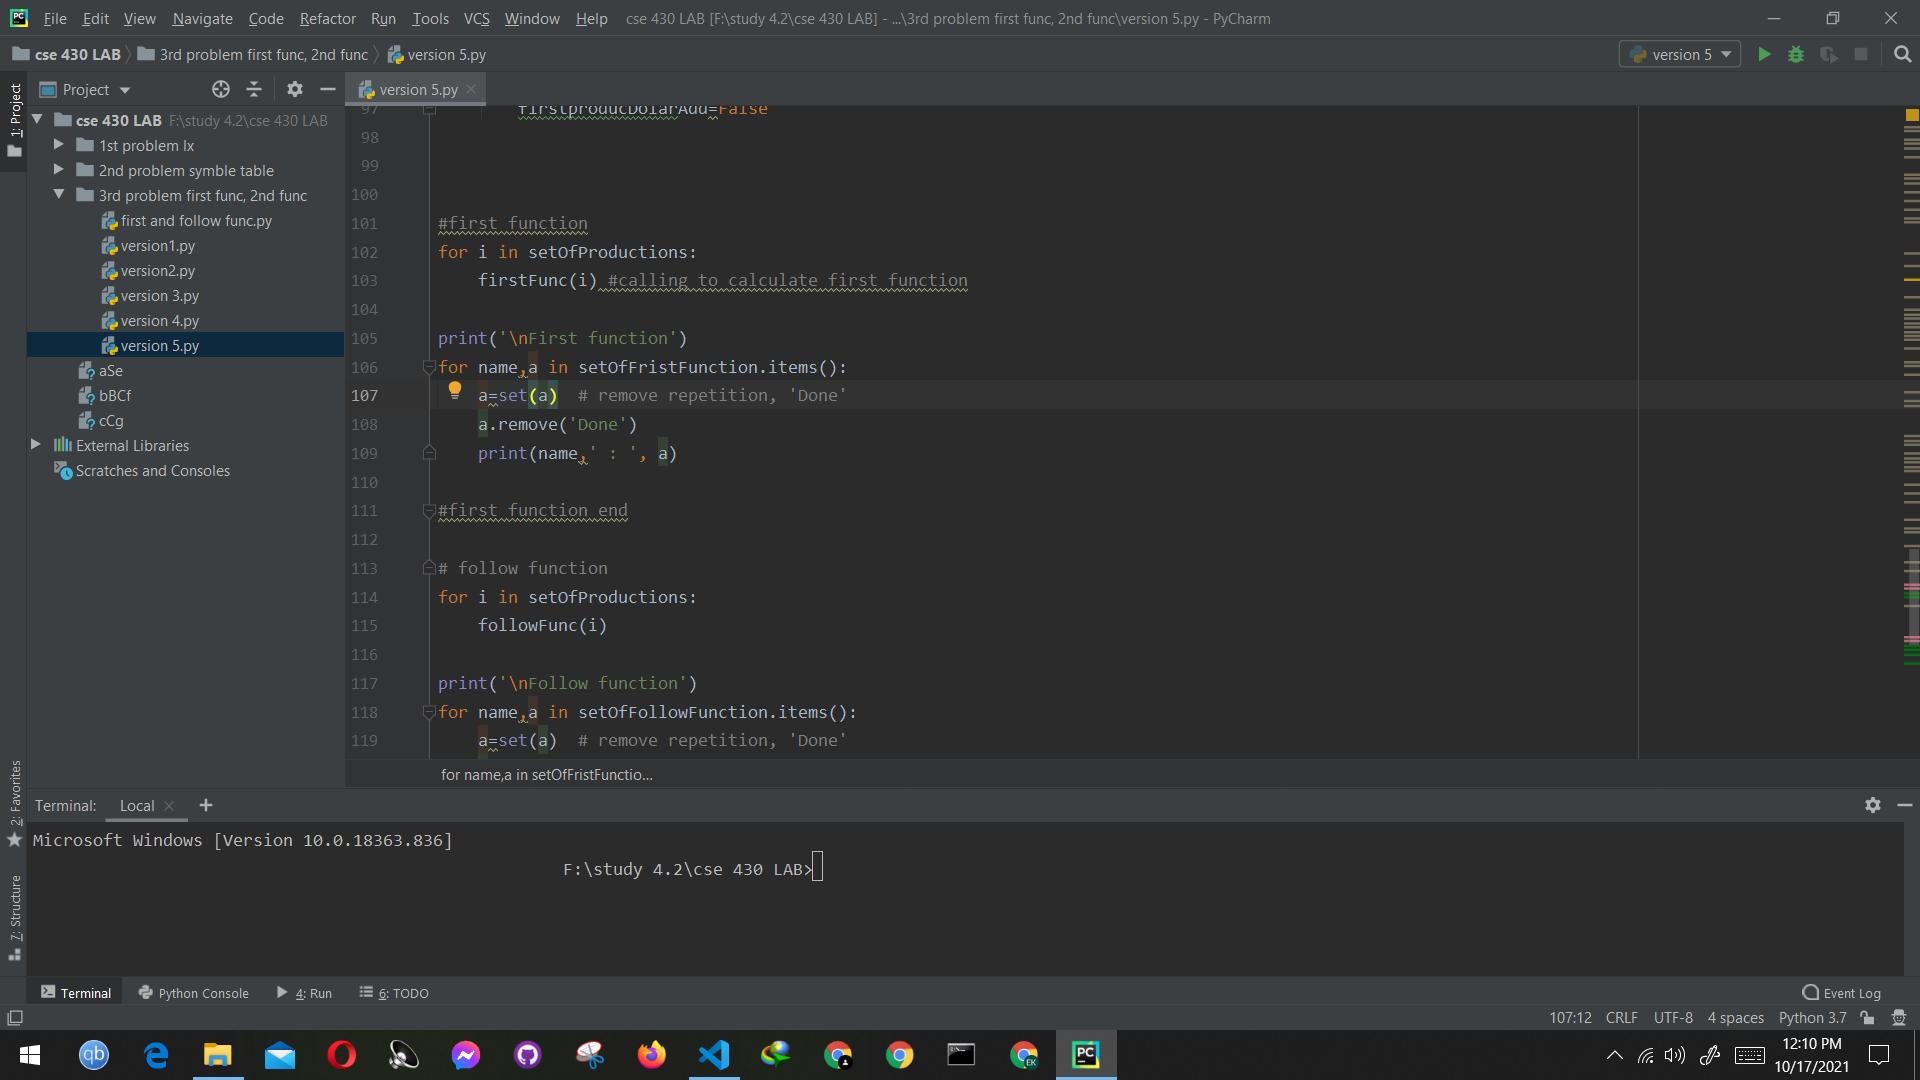 File Edit View Navigate Code Refactor Run Tools VCS Window Help cse 430 LAB [F:\study 4.2\cse 430 LAB] - ...\3rd problem first func, 2nd func\version 5.py - PyCharm
cse 430 LAB 3rd problem first func, 2nd func version 5.py version 5
Project version 5.py
1: Project
cse 430 LAB F:\study 4.2\cse 430 LAB
1st problem lx
2nd problem symble table
3rd problem first func, 2nd func
first and follow func.py
version1.py
version2.py
version 3.py
version 4.py
version 5.py
aSe
bBCf
cCg
External Libraries
Scratches and Consoles
97 firstproducDolarAdd=False
98
99
100
101 #first function
102 for i in setOfProductions:
103 firstFunc(i) #calling to calculate first function
104
105 print('\nFirst function')
106 for name,a in setOfFristFunction.items():
107 a=set(a)  # remove repetition, 'Done'
108 a.remove('Done')
109 print(name,' : ', a)
110
111 #first function end
112
113 # follow function
114 for i in setOfProductions:
115 followFunc(i)
116
117 print('\nFollow function')
118 for name,a in setOfFollowFunction.items():
119 a=set(a)  # remove repetition, 'Done'
for name,a in setOfFristFunctio...
2: Favorites
7: Structure
Terminal: Local +
Microsoft Windows [Version 10.0.18363.836]
F:\study 4.2\cse 430 LAB>
Terminal Python Console 4: Run 6: TODO Event Log
107:12 CRLF UTF-8 4 spaces Python 3.7
qb
EK
PC
12:10 PM
10/17/2021